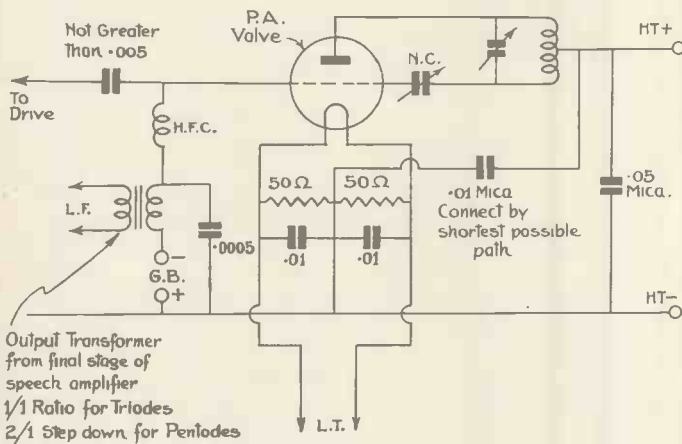 P.A.
Valve
Not Greater
than .005
N.C.
HT+
To
Drive
H.F.C.
50Ω
50Ω
.01 Mica
Connect by
shortest possible
path
.05
Mica.
L.F.
.0005
.01
.01
G.B.
−
+
HT-
Output Transformer
from final stage of
speech amplifier
1/1 Ratio for Triodes
2/1 Step down for Pentodes
L.T.